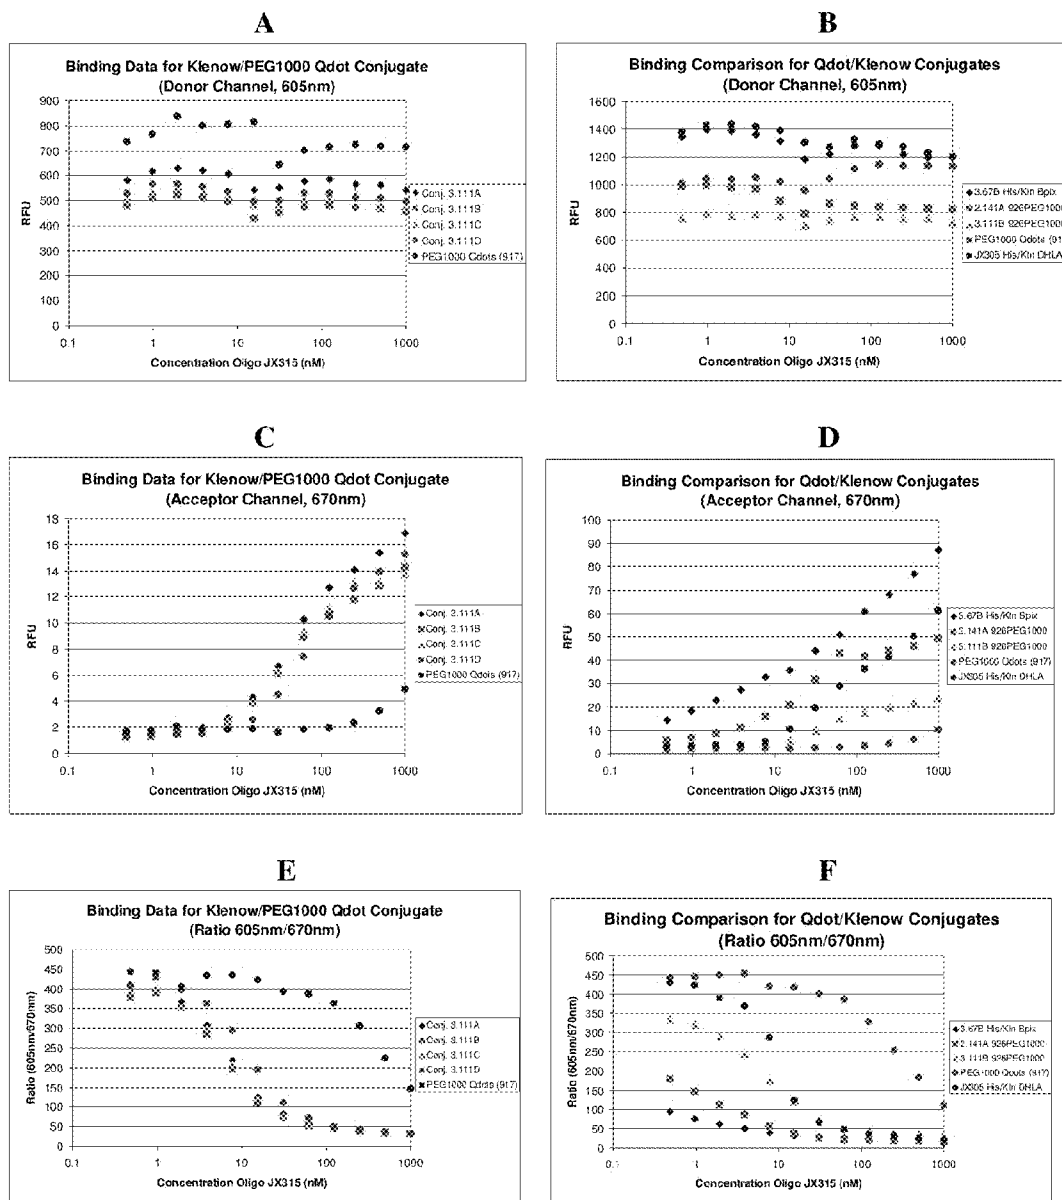 A
Binding Data for Klenow/PEG1000 Qdot Conjugate
(Donor Channel, 605nm)
RFU
900
800
700
600
500
400
300
200
100
0
0.1
1
10
100
1000
Concentration Oligo JX315 (nM)
Conj. 3.111A
Conj. 3.111B
Conj. 3.111C
Conj. 3.111D
PEG1000 Qdots (917)
B
Binding Comparison for Qdot/Klenow Conjugates
(Donor Channel, 605nm)
RFU
1600
1400
1200
1000
800
600
400
200
0
0.1
1
10
100
1000
Concentration Oligo JX315 (nM)
3.67B His/Kln Bpix
2.141A 926PEG1000
3.111B 926PEG1000
PEG1000 Qdots (917
JX305 His/Kln DHLA
C
Binding Data for Klenow/PEG1000 Qdot Conjugate
(Acceptor Channel, 670nm)
RFU
18
16
14
12
10
8
6
4
2
0
0.1
1
10
100
1000
Concentration Oligo JX315 (nM)
Conj. 3.111A
Conj. 3.111B
Conj. 3.111C
Conj. 3.111D
PEG1000 Qdots (917)
D
Binding Comparison for Qdot/Klenow Conjugates
(Acceptor Channel, 670nm)
RFU
100
90
80
70
60
50
40
30
20
10
0
0.1
1
10
100
1000
Concentration Oligo JX315 (nM)
3.67B His/Kln Bpix
2.141A 926PEG1000
3.111B 926PEG1000
PEG1000 Qdots (917)
JX305 His/Kln DHLA
E
Binding Data for Klenow/PEG1000 Qdot Conjugate
(Ratio 605nm/670nm)
Ratio (605nm/670nm)
500
450
400
350
300
250
200
150
100
50
0
0.1
1
10
100
1000
Concentration Oligo JX315 (nM)
Conj. 3.111A
Conj. 3.111B
Conj. 3.111C
Conj. 3.111D
PEG1000 Qdots (917)
F
Binding Comparison for Qdot/Klenow Conjugates
(Ratio 605nm/670nm)
Ratio (605nm/670nm)
500
450
400
350
300
250
200
150
100
50
0
0.1
1
10
100
1000
Concentration Oligo JX315 (nM)
3.67B His/Kln Bpix
2.141A 926PEG1000
3.111B 926PEG1000
PEG1000 Qdots (917)
JX305 His/Kln DHLA